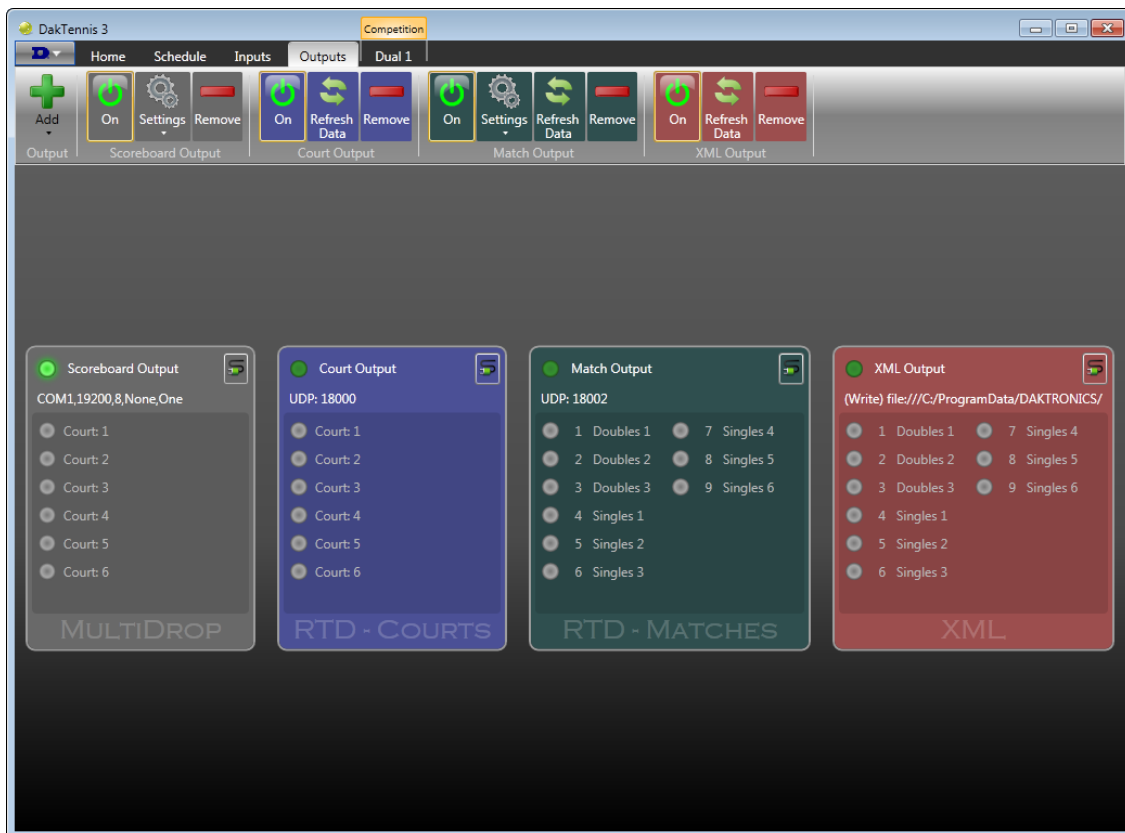 DakTennis 3
Competition
Home Schedule Inputs Outputs Dual 1
Add On Settings Remove On Refresh Data Remove On Settings Refresh Data Remove On Refresh Data Remove
Output Scoreboard Output Court Output Match Output XML Output
Scoreboard Output
COM1,19200,8,None,One
Court: 1
Court: 2
Court: 3
Court: 4
Court: 5
Court: 6
MULTIDROP
Court Output
UDP: 18000
Court: 1
Court: 2
Court: 3
Court: 4
Court: 5
Court: 6
RTD - COURTS
Match Output
UDP: 18002
1 Doubles 1 7 Singles 4
2 Doubles 2 8 Singles 5
3 Doubles 3 9 Singles 6
4 Singles 1
5 Singles 2
6 Singles 3
RTD - MATCHES
XML Output
(Write) file:///C:/ProgramData/DAKTRONICS/
1 Doubles 1 7 Singles 4
2 Doubles 2 8 Singles 5
3 Doubles 3 9 Singles 6
4 Singles 1
5 Singles 2
6 Singles 3
XML